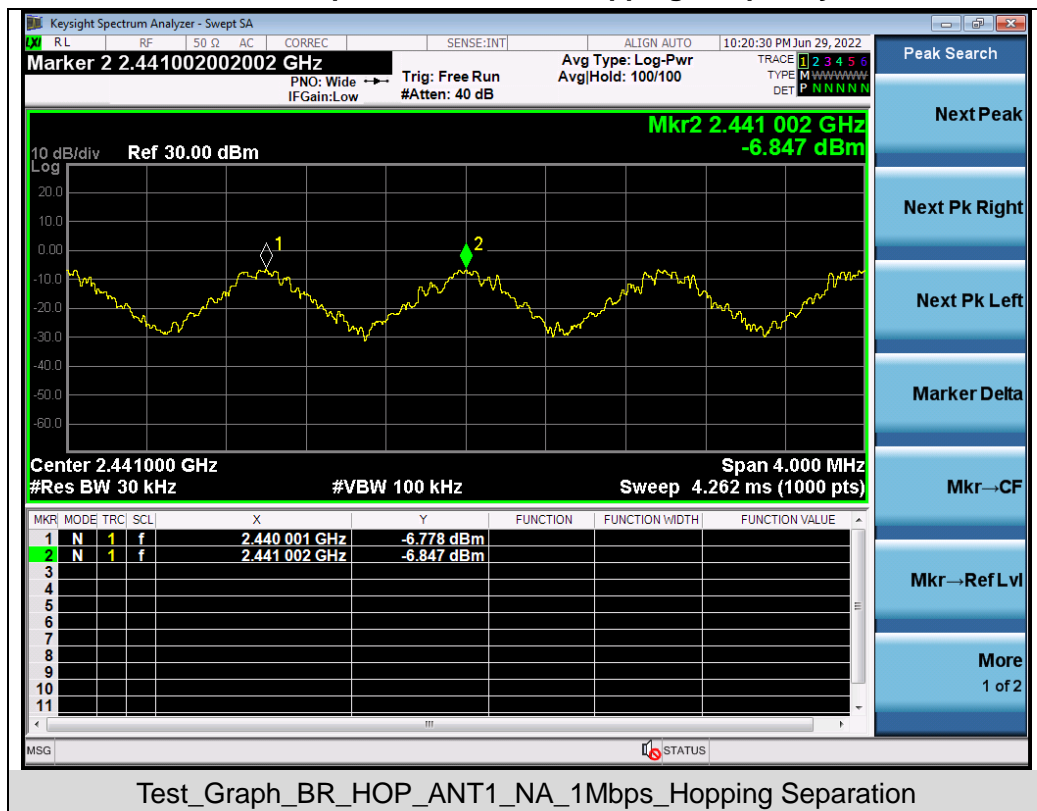 Keysight Spectrum Analyzer - Swept SA
LXI RL RF 50 Ω AC CORREC SENSE:INT ALIGN AUTO 10:20:30 PM Jun 29, 2022
Marker 2 2.441002002002 GHz
PNO: Wide
IFGain:Low
Trig: Free Run
#Atten: 40 dB
Avg Type: Log-Pwr
Avg|Hold: 100/100
TRACE 1 2 3 4 5 6
TYPE M WWWWW
DET P NNNNN
Peak Search
Next Peak
Next Pk Right
Next Pk Left
Marker Delta
Mkr→CF
Mkr→Ref Lvl
More
1 of 2
Mkr2 2.441 002 GHz
-6.847 dBm
10 dB/div Ref 30.00 dBm
Log
20.0
10.0
0.00
-10.0
-20.0
-30.0
-40.0
-50.0
-60.0
1
2
Center 2.441000 GHz Span 4.000 MHz
#Res BW 30 kHz #VBW 100 kHz Sweep 4.262 ms (1000 pts)
MKR MODE TRC SCL X Y FUNCTION FUNCTION WIDTH FUNCTION VALUE
1 N 1 f 2.440 001 GHz -6.778 dBm
2 N 1 f 2.441 002 GHz -6.847 dBm
3
4
5
6
7
8
9
10
11
MSG STATUS
Test_Graph_BR_HOP_ANT1_NA_1Mbps_Hopping Separation